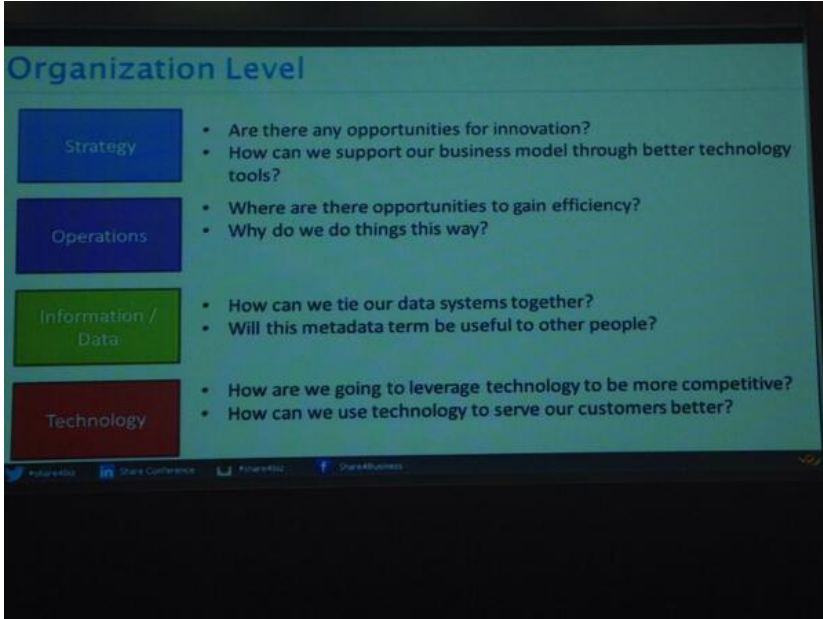 Organization Level
Strategy
• Are there any opportunities for innovation?
• How can we support our business model through better technology
tools?
Operations
• Where are there opportunities to gain efficiency?
• Why do we do things this way?
Information /
Data
• How can we tie our data systems together?
• Will this metadata term be useful to other people?
Technology
• How are we going to leverage technology to be more competitive?
• How can we use technology to serve our customers better?
#share4biz in Share Conference #share4biz f Share4Business